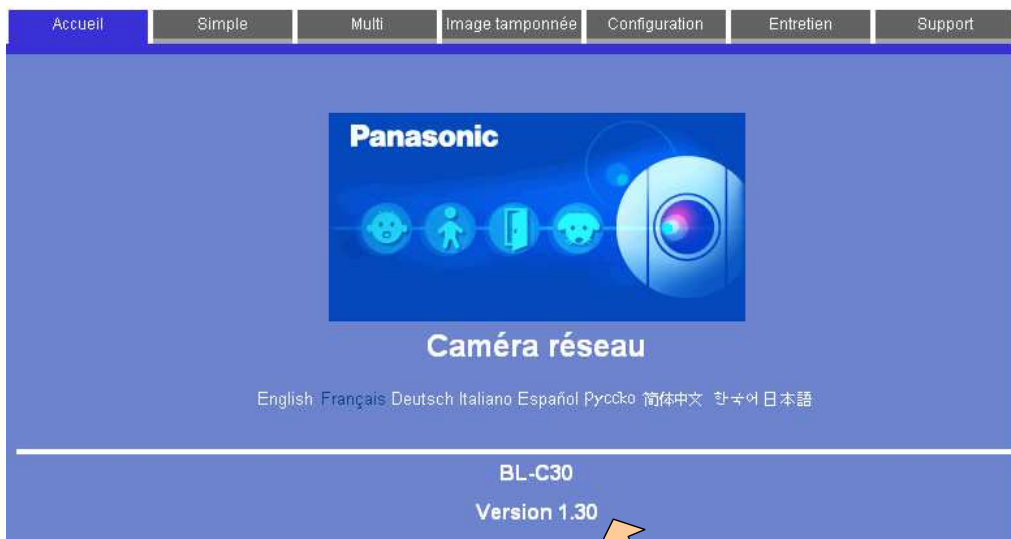 Accueil Simple Multi Image tamponnée Configuration Entretien Support
Panasonic
Caméra réseau
English Français Deutsch Italiano Español Русско 简体中文 한국어 日本語
BL-C30
Version 1.30